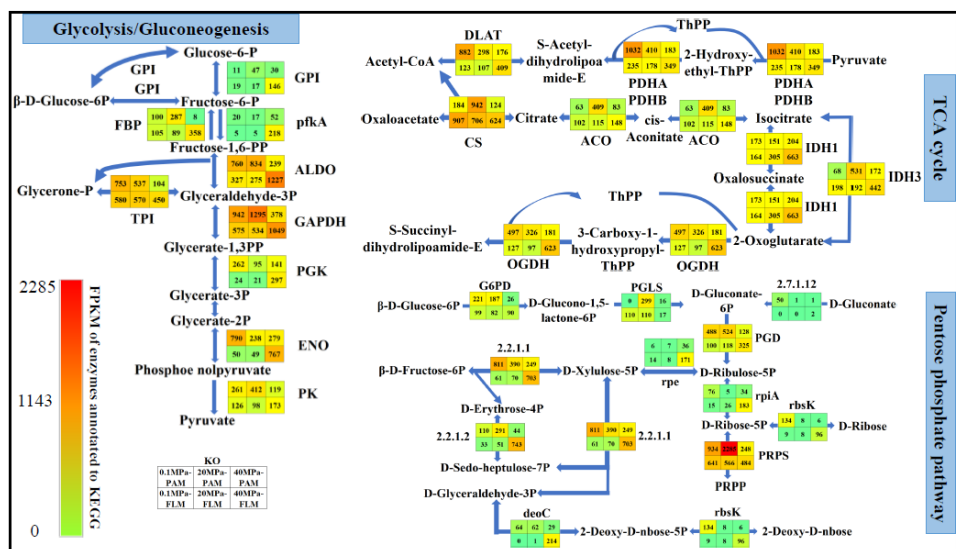 Glycolysis/Gluconeogenesis
Glucose-6-P
GPI
GPI
β-D-Glucose-6P
11 47 30
19 17 146
GPI
Fructose-6-P
FBP
100 287 8
105 89 358
20 17 52
5 5 218
pfkA
Fructose-1,6-PP
760 834 239
327 275 1227
ALDO
Glycerone-P
753 537 104
580 570 450
TPI
Glyceraldehyde-3P
942 1295 378
575 534 1049
GAPDH
Glycerate-1,3PP
262 95 141
24 21 297
PGK
Glycerate-3P
Glycerate-2P
790 238 279
50 49 767
ENO
Phosphoe nolpyruvate
261 412 119
126 98 173
PK
Pyruvate
KO
0.1MPa-PAM 20MPa-PAM 40MPa-PAM
0.1MPa-FLM 20MPa-FLM 40MPa-FLM
2285
1143
0
FPKM of enzymes annotated to KEGG
TCA cycle
ThPP
DLAT
Acetyl-CoA
882 298 176
123 107 409
S-Acetyl-
dihydrolipoa
mide-E
1032 410 183
235 178 349
PDHA
PDHB
2-Hydroxy-
ethyl-ThPP
1032 410 183
235 178 349
PDHA
PDHB
Pyruvate
Oxaloacetate
184 942 124
907 706 624
CS
Citrate
63 409 83
102 115 148
ACO
cis-
Aconitate
63 409 83
102 115 148
ACO
Isocitrate
173 151 204
164 305 663
IDH1
68 531 172
198 192 442
IDH3
Oxalosuccinate
173 151 204
164 305 663
IDH1
2-Oxoglutarate
ThPP
S-Succinyl-
dihydrolipoamide-E
497 326 181
127 97 623
OGDH
3-Carboxy-1-
hydroxypropyl-
ThPP
497 326 181
127 97 623
OGDH
Pentose phosphate pathway
β-D-Glucose-6P
G6PD
221 187 26
99 82 90
D-Glucono-1,5-
lactone-6P
PGLS
0 299 16
110 110 17
D-Gluconate-
6P
2.7.1.12
50 1 1
0 0 2
D-Gluconate
488 524 128
100 118 325
PGD
2.2.1.1
β-D-Fructose-6P
811 390 249
61 70 703
D-Xylulose-5P
6 7 36
14 8 171
rpe
D-Ribulose-5P
76 5 34
15 26 183
rpiA
D-Erythrose-4P
110 291 44
33 51 743
2.2.1.2
811 390 249
61 70 703
2.2.1.1
D-Ribose-5P
rbsK
134 8 6
9 8 96
D-Ribose
D-Sedo-heptulose-7P
934 2285 248
641 566 484
PRPS
PRPP
D-Glyceraldehyde-3P
deoC
64 62 29
0 1 214
2-Deoxy-D-nbose-5P
rbsK
134 8 6
9 8 96
2-Deoxy-D-nbose